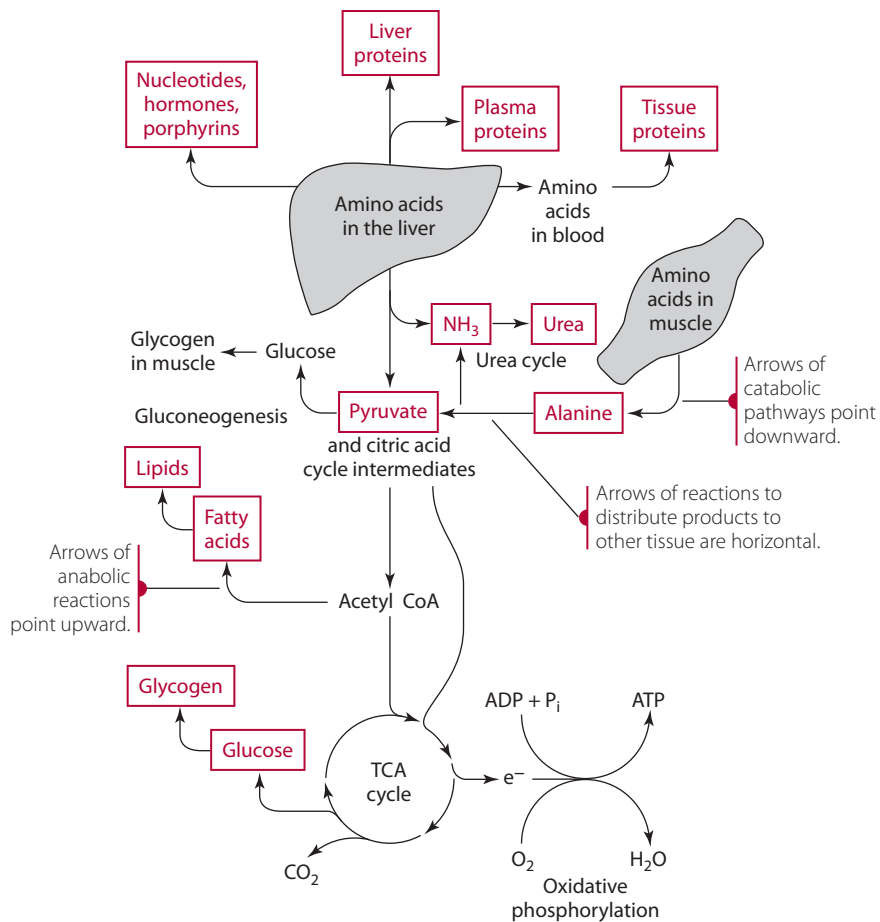 Liver
proteins
Nucleotides,
hormones,
porphyrins
Plasma
proteins
Tissue
proteins
Amino acids
in the liver
Amino
acids
in blood
Amino
acids in
muscle
NH₃
Urea
Urea cycle
Glycogen
in muscle
Glucose
Gluconeogenesis
Pyruvate
and citric acid
cycle intermediates
Alanine
Arrows of
catabolic
pathways point
downward.
Arrows of reactions to
distribute products to
other tissue are horizontal.
Lipids
Fatty
acids
Arrows of
anabolic
reactions
point upward.
Acetyl CoA
Glycogen
Glucose
TCA
cycle
CO₂
ADP + Pᵢ
ATP
e⁻
O₂
H₂O
Oxidative
phosphorylation